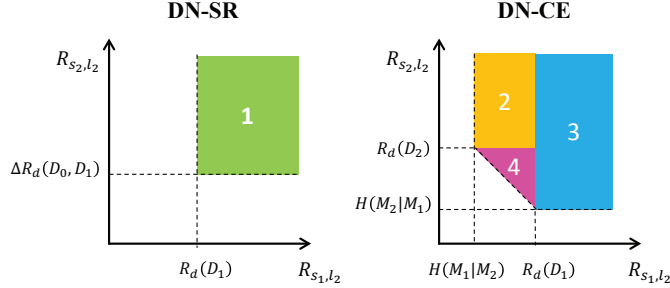 DN-SR
R_{s_2,l_2}
1
ΔR_d(D_0, D_1)
R_d(D_1)
R_{s_1,l_2}
DN-CE
R_{s_2,l_2}
2
3
R_d(D_2)
4
H(M_2|M_1)
H(M_1|M_2)
R_d(D_1)
R_{s_1,l_2}